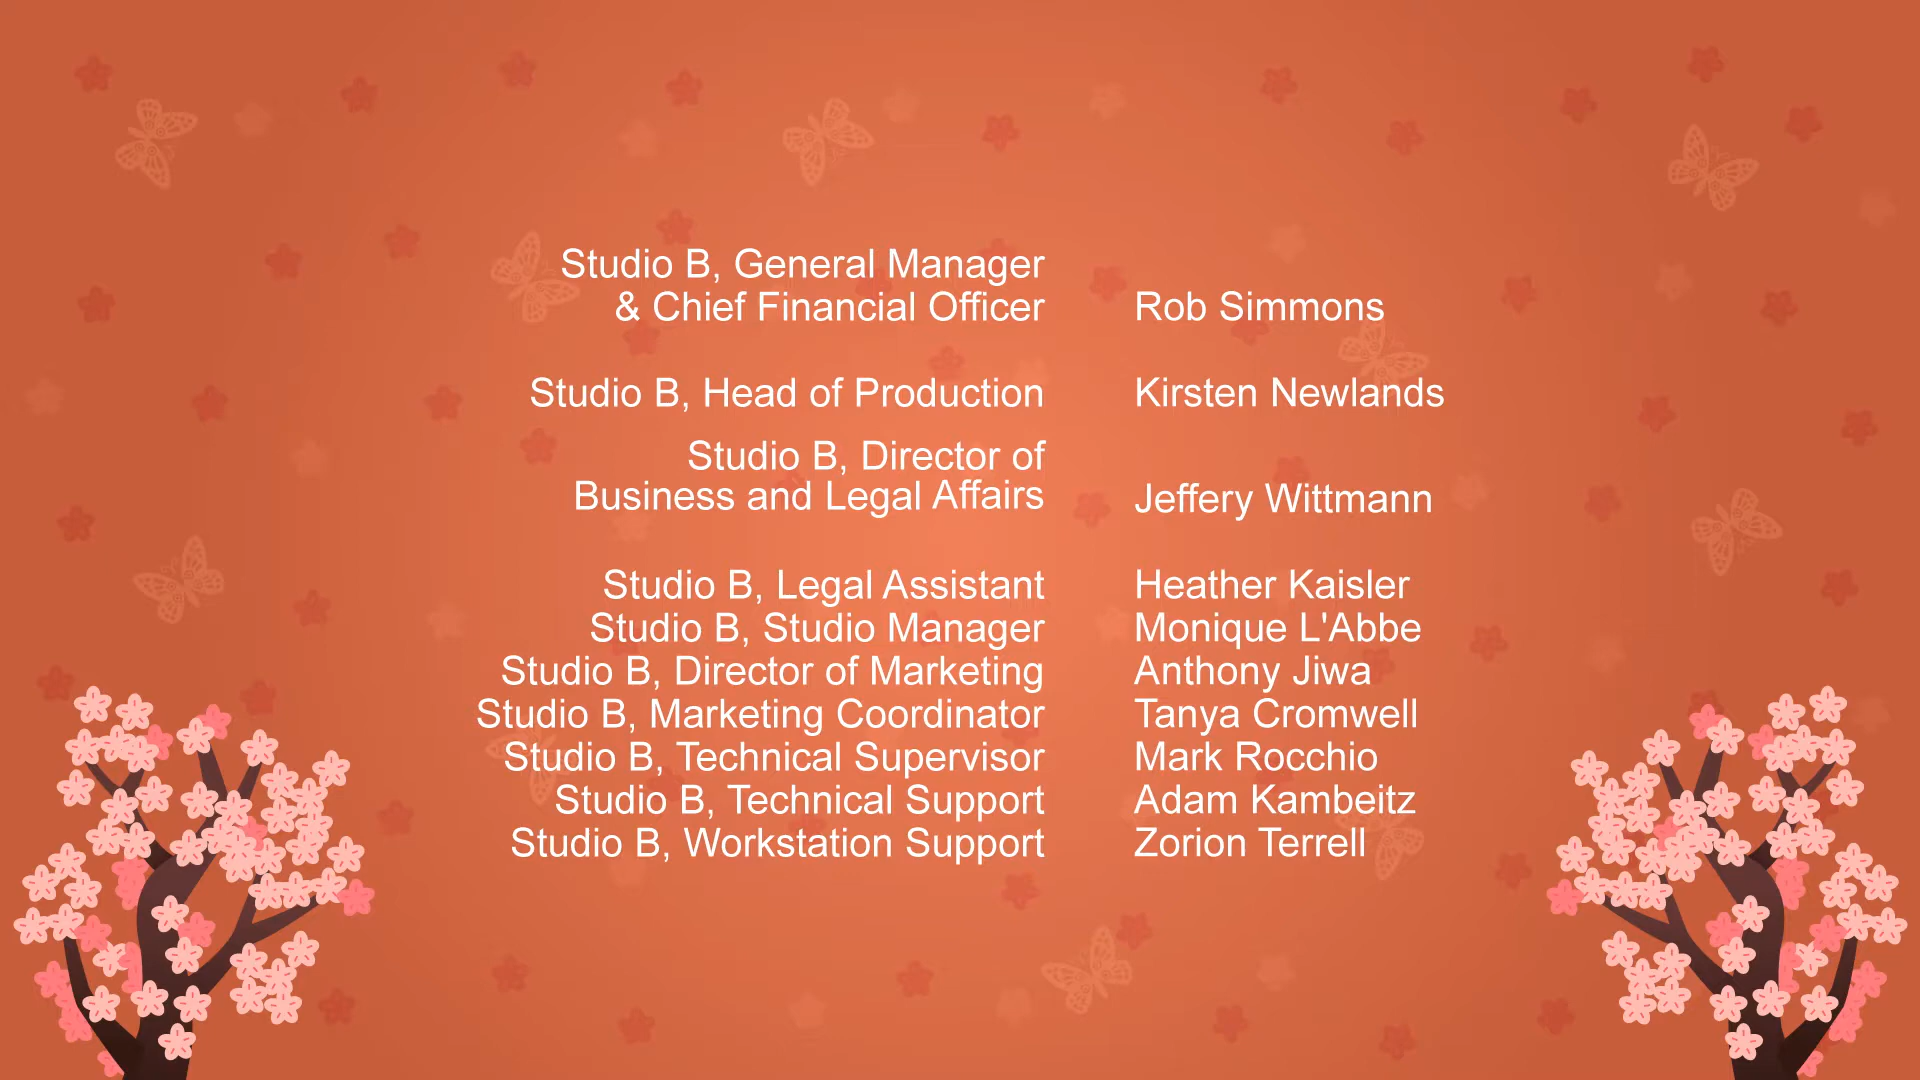 Studio B, General Manager
& Chief Financial Officer Rob Simmons
Studio B, Head of Production Kirsten Newlands
Studio B, Director of
Business and Legal Affairs Jeffery Wittmann
Studio B, Legal Assistant Heather Kaisler
Studio B, Studio Manager Monique L'Abbe
Studio B, Director of Marketing Anthony Jiwa
Studio B, Marketing Coordinator Tanya Cromwell
Studio B, Technical Supervisor Mark Rocchio
Studio B, Technical Support Adam Kambeitz
Studio B, Workstation Support Zorion Terrell